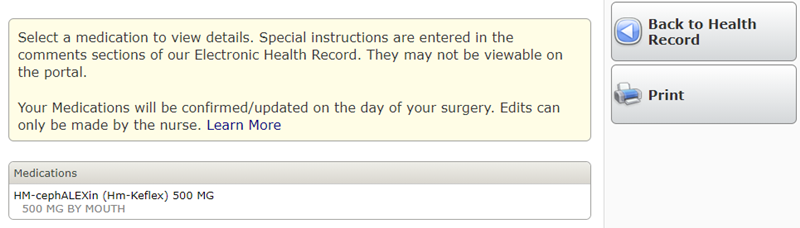 Select a medication to view details. Special instructions are entered in the
comments sections of our Electronic Health Record. They may not be viewable on
the portal.
Your Medications will be confirmed/updated on the day of your surgery. Edits can
only be made by the nurse. Learn More
Medications
HM-cephALEXin (Hm-Keflex) 500 MG
500 MG BY MOUTH
Back to Health
Record
Print